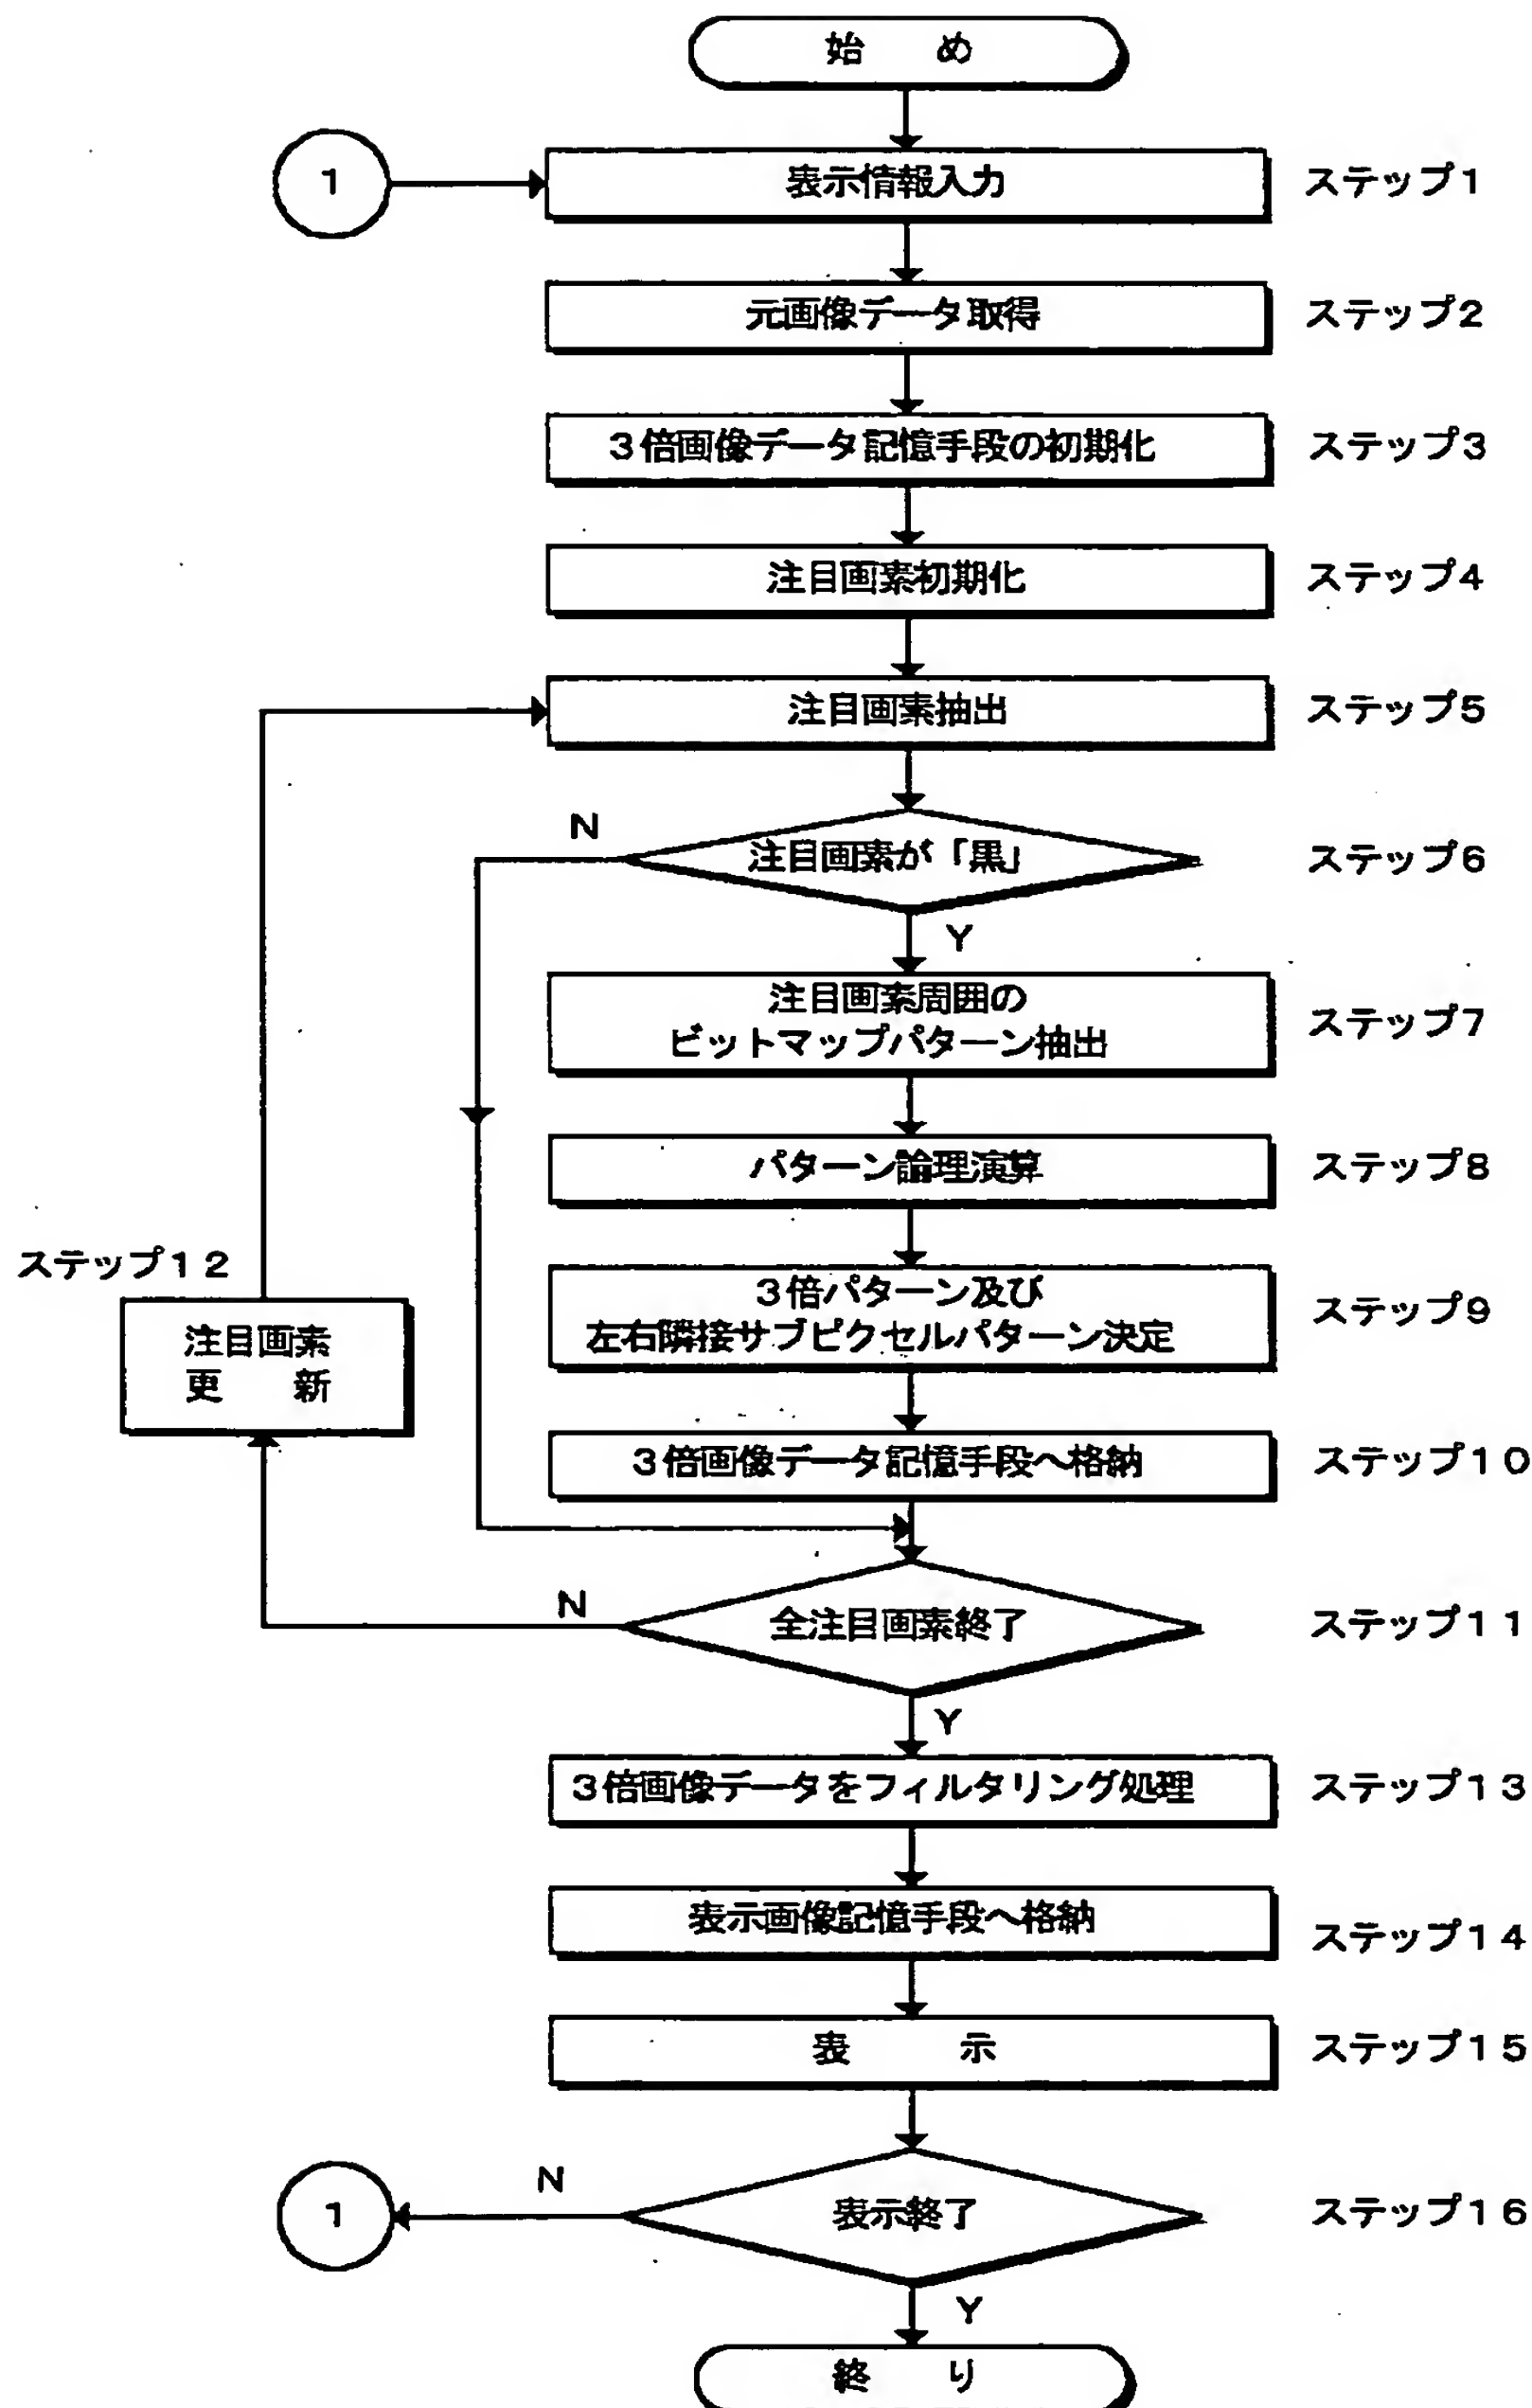 始 め
1
表示情報入力 ステップ1
元画像データ取得 ステップ2
3倍画像データ記憶手段の初期化 ステップ3
注目画素初期化 ステップ4
注目画素抽出 ステップ5
N
注目画素が「黒」 ステップ6
Y
注目画素周囲の
ビットマップパターン抽出
ステップ7
パターン論理演算 ステップ8
ステップ12
注目画素
更 新
3倍パターン及び
左右隣接サブピクセルパターン決定
ステップ9
3倍画像データ記憶手段へ格納 ステップ10
N
全注目画素終了 ステップ11
Y
3倍画像データをフィルタリング処理 ステップ13
表示画像記憶手段へ格納 ステップ14
表 示 ステップ15
N
1
表示終了 ステップ16
Y
終 り